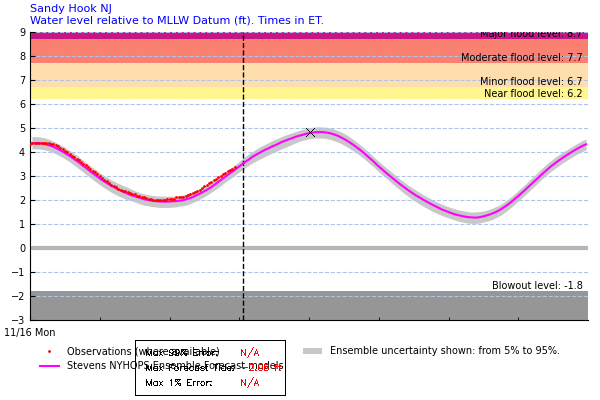 Sandy Hook NJ
Water level relative to MLLW Datum (ft). Times in ET.
9
Major flood level: 8.7
8
Moderate flood level: 7.7
7
Minor flood level: 6.7
Near flood level: 6.2
6
5
4
3
2
1
0
−1
Blowout level: -1.8
−2
−3
11/16 Mon
Observations (where available)
Ensemble uncertainty shown: from 5% to 95%.
Stevens NYHOPS Ensemble Forecast models
Error: N/A
Max Forecast Tide:
Max 1% Error: N/A